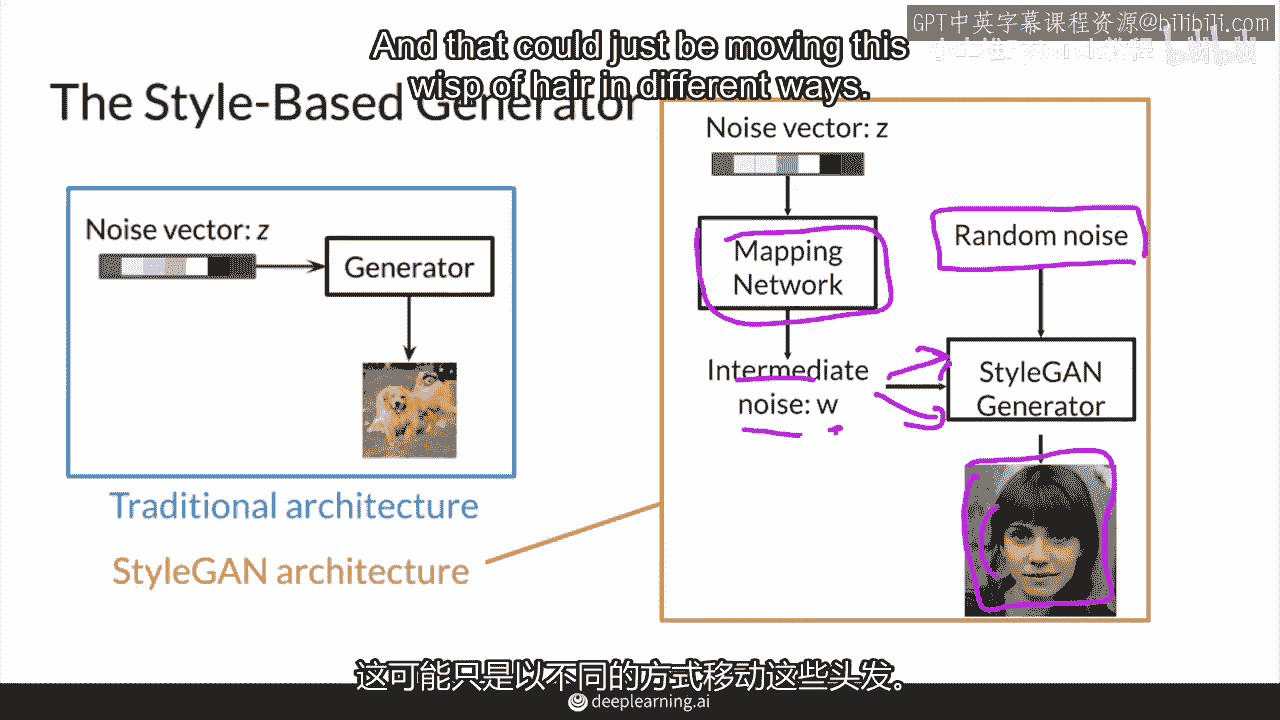 GPT中英字幕课程资源@bilibili.com
And that could just be moving this
wisp of hair in different ways.
The Style-Based Generator
Noise vector: z
Generator
Traditional architecture
StyleGAN architecture
Noise vector: z
Mapping
Network
Intermediate
noise: w
Random noise
StyleGAN
Generator
这可能只是以不同的方式移动这些头发。
deeplearning.ai